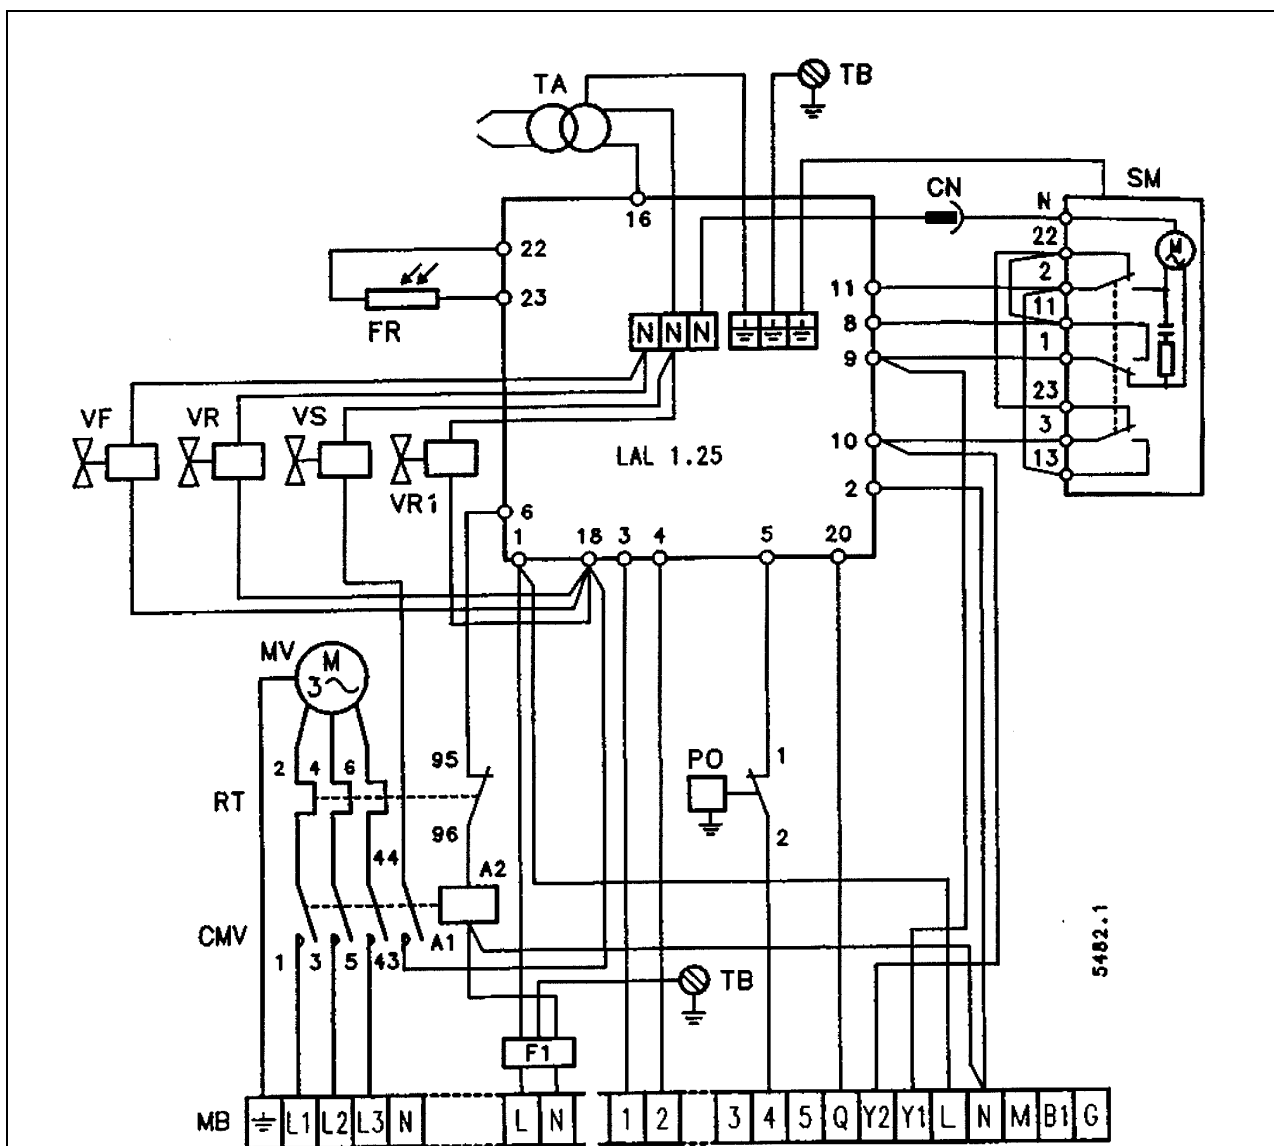 TA
TB
CN
SM
N
16
22
22
M
2
23
11
11
FR
N N N
8
1
9
23
VF VR VS
VR1
LAL 1.25
10
3
13
2
6
1 18 3 4 5 20
MV
M
3
2 4 6
95
PO
1
RT
96
2
44
A2
CMV
A1
1 3 5 43
5482.1
TB
F1
MB
L1 L2 L3 N L N 1 2 3 4 5 Q Y2 Y1 L N M B1 G